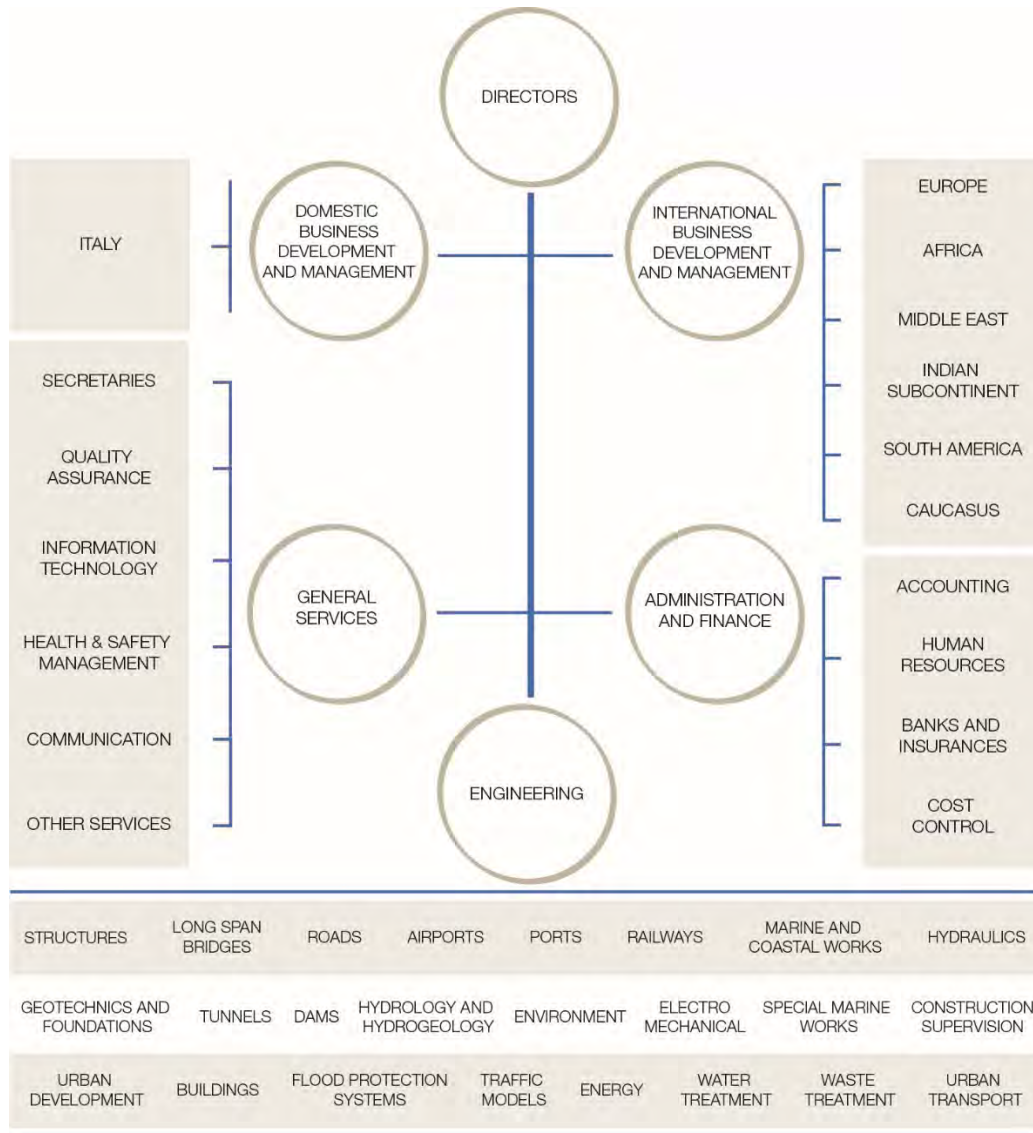 DIRECTORS
DOMESTIC
BUSINESS
DEVELOPMENT
AND MANAGEMENT
INTERNATIONAL
BUSINESS
DEVELOPMENT
AND MANAGEMENT
ITALY
EUROPE
AFRICA
MIDDLE EAST
INDIAN
SUBCONTINENT
SOUTH AMERICA
CAUCASUS
SECRETARIES
QUALITY
ASSURANCE
INFORMATION
TECHNOLOGY
HEALTH & SAFETY
MANAGEMENT
COMMUNICATION
OTHER SERVICES
GENERAL
SERVICES
ADMINISTRATION
AND FINANCE
ACCOUNTING
HUMAN
RESOURCES
BANKS AND
INSURANCES
COST
CONTROL
ENGINEERING
STRUCTURES
LONG SPAN
BRIDGES
ROADS
AIRPORTS
PORTS
RAILWAYS
MARINE AND
COASTAL WORKS
HYDRAULICS
GEOTECHNICS AND
FOUNDATIONS
TUNNELS
DAMS
HYDROLOGY AND
HYDROGEOLOGY
ENVIRONMENT
ELECTRO
MECHANICAL
SPECIAL MARINE
WORKS
CONSTRUCTION
SUPERVISION
URBAN
DEVELOPMENT
BUILDINGS
FLOOD PROTECTION
SYSTEMS
TRAFFIC
MODELS
ENERGY
WATER
TREATMENT
WASTE
TREATMENT
URBAN
TRANSPORT